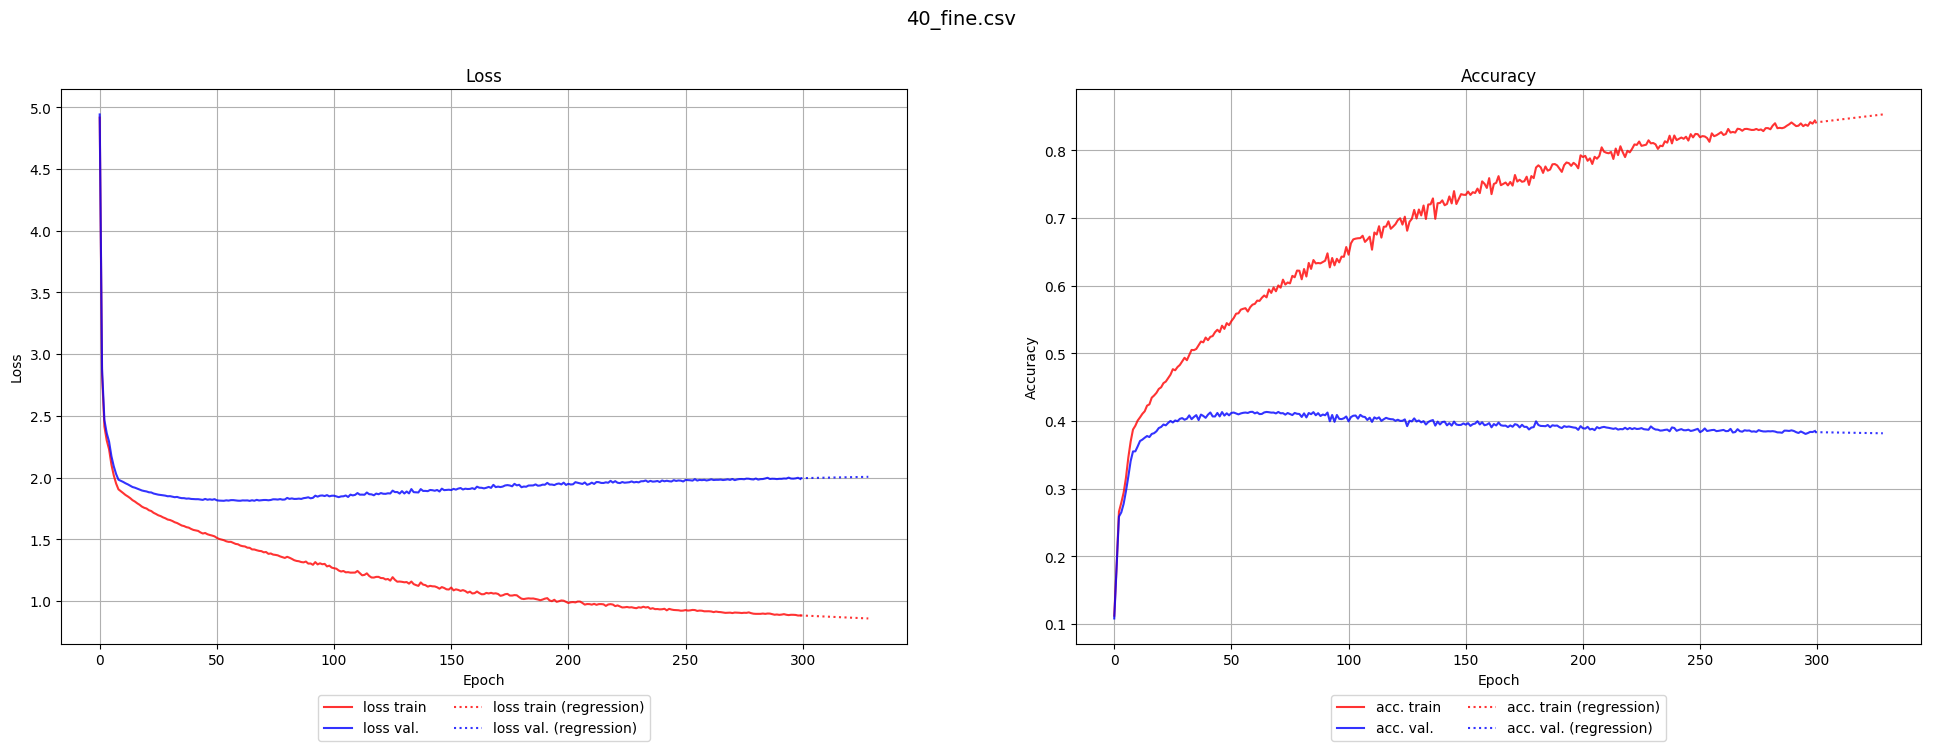 40_fine.csv
Loss
5.0
4.5
4.0
3.5
3.0
2.5
2.0
1.5
1.0
Loss
0 50 100 150 200 250 300
Epoch
loss train loss train (regression)
loss val. loss val. (regression)
Accuracy
0.8
0.7
0.6
0.5
0.4
0.3
0.2
0.1
Accuracy
0 50 100 150 200 250 300
Epoch
acc. train acc. train (regression)
acc. val. acc. val. (regression)